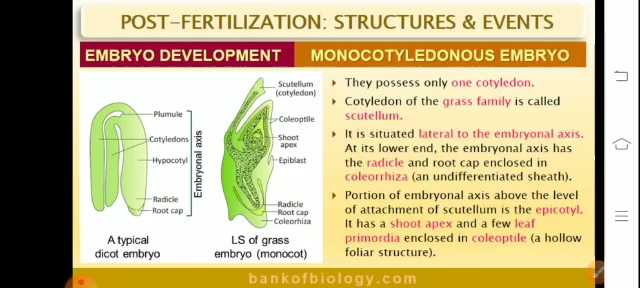 POST-FERTILIZATION: STRUCTURES & EVENTS
EMBRYO DEVELOPMENT
MONOCOTYLEDONOUS EMBRYO
Plumule
Cotyledons
Hypocotyl
Radicle
Root cap
Embryonal axis
A typical
dicot embryo
Scutellum
(cotyledon)
Coleoptile
Shoot
apex
Epiblast
Radicle
Root cap
Coleorhiza
LS of grass
embryo (monocot)
They possess only one cotyledon.
Cotyledon of the grass family is called
scutellum.
It is situated lateral to the embryonal axis.
At its lower end, the embryonal axis has
the radicle and root cap enclosed in
coleorrhiza (an undifferentiated sheath).
Portion of embryonal axis above the level
of attachment of scutellum is the epicotyl.
It has a shoot apex and a few leaf
primordia enclosed in coleoptile (a hollow
foliar structure).
bankofbiology.com